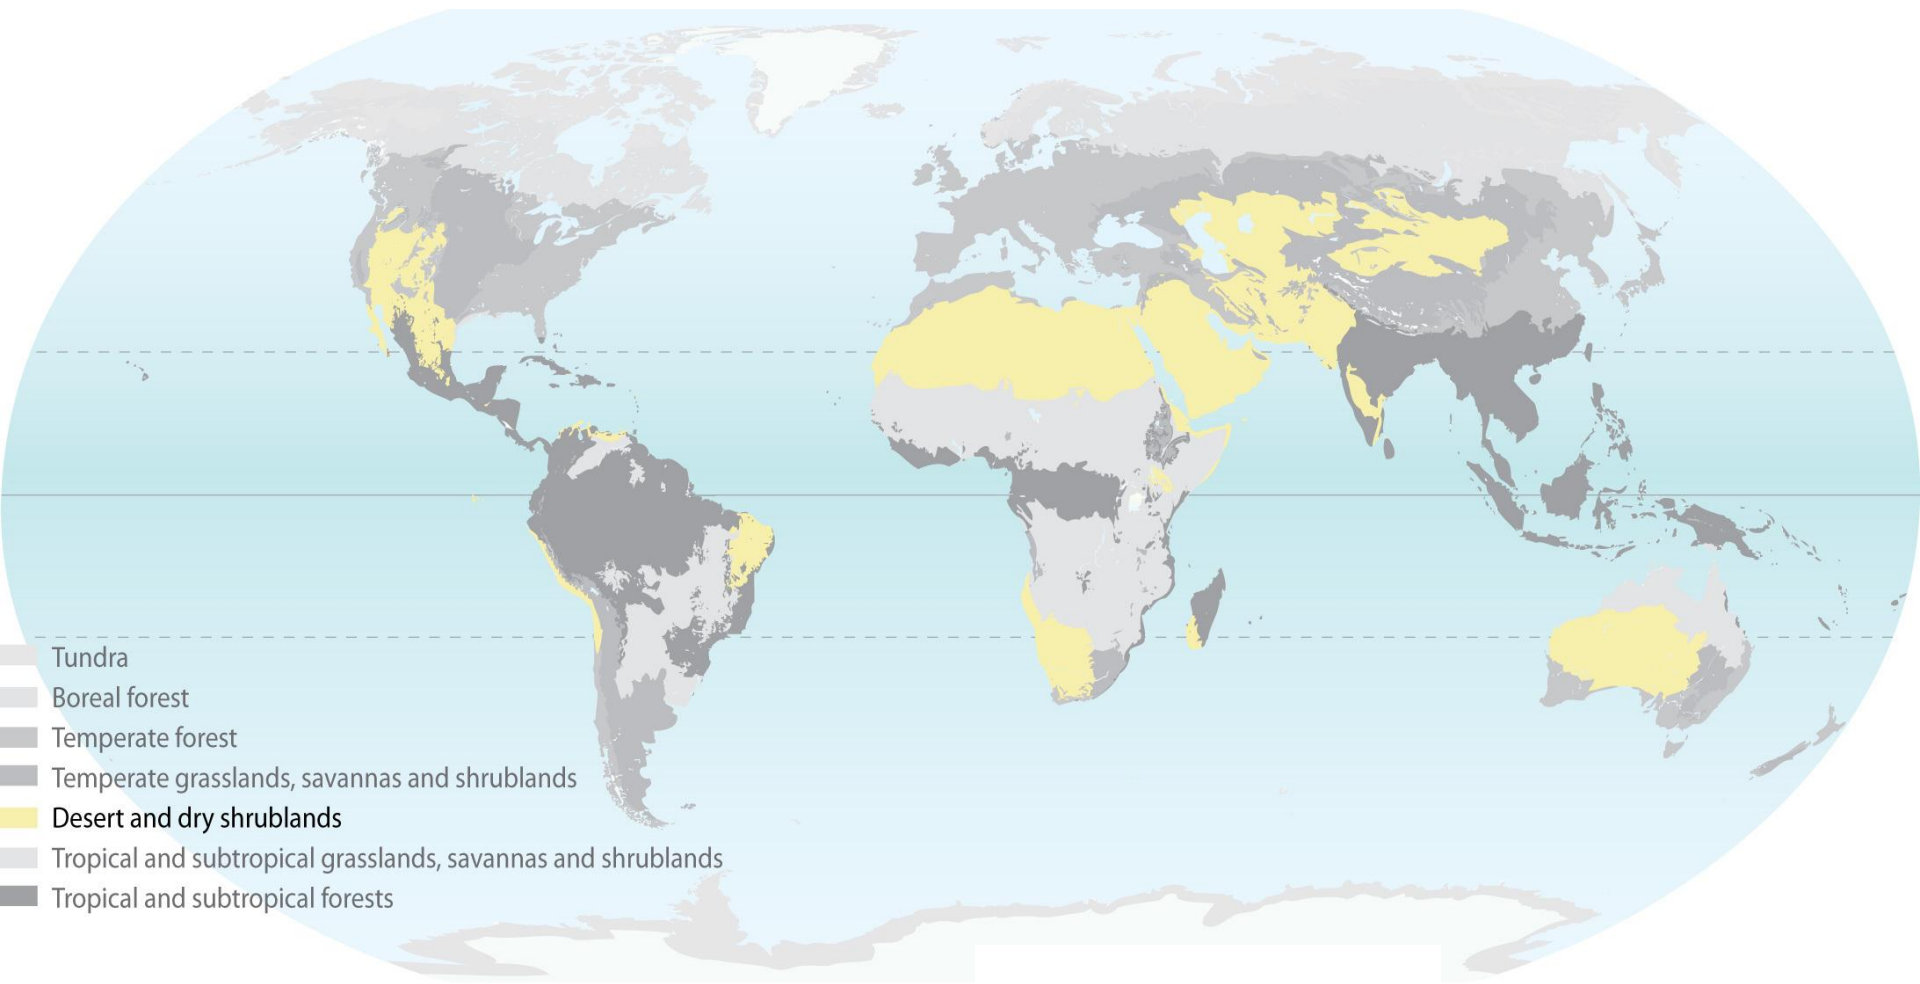 Tundra
Boreal forest
Temperate forest
Temperate grasslands, savannas and shrublands
Desert and dry shrublands
Tropical and subtropical grasslands, savannas and shrublands
Tropical and subtropical forests